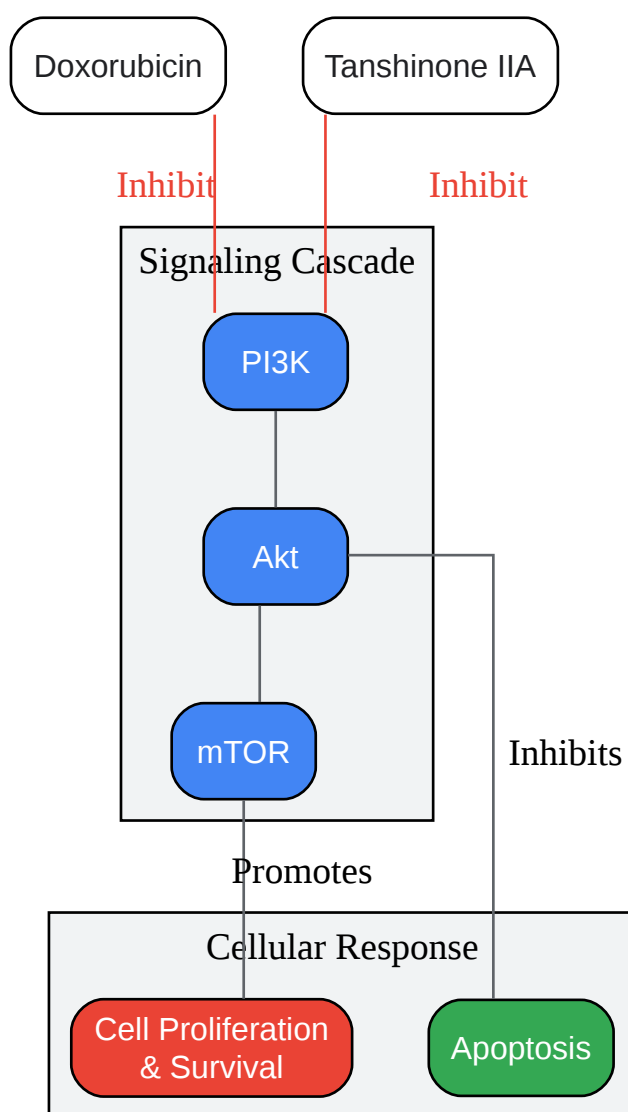 Doxorubicin
Tanshinone IIA
Inhibit
Inhibit
Signaling Cascade
PI3K
Akt
mTOR
Inhibits
Promotes
Cellular Response
Cell Proliferation
& Survival
Apoptosis